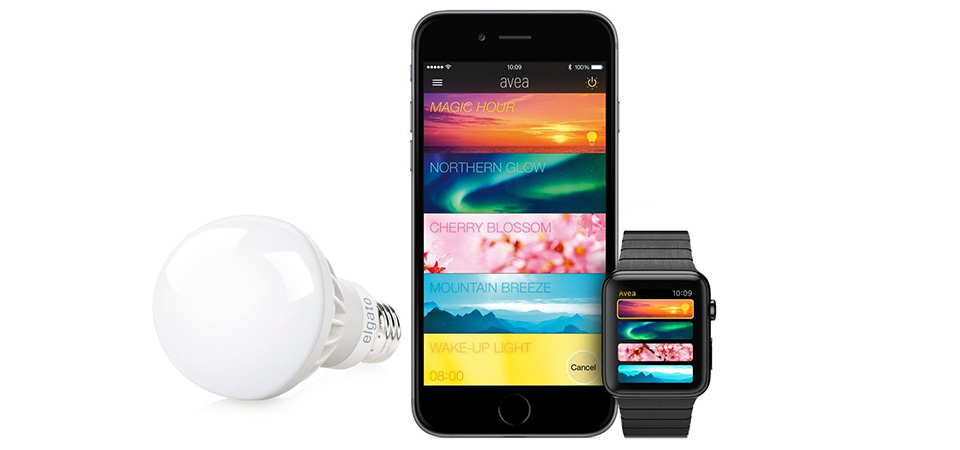 10:09
100%
avea
MAGIC HOUR
NORTHERN GLOW
CHERRY BLOSSOM
MOUNTAIN BREEZE
WAKE-UP LIGHT
08:00
Cancel
elgato
Avea 10:09